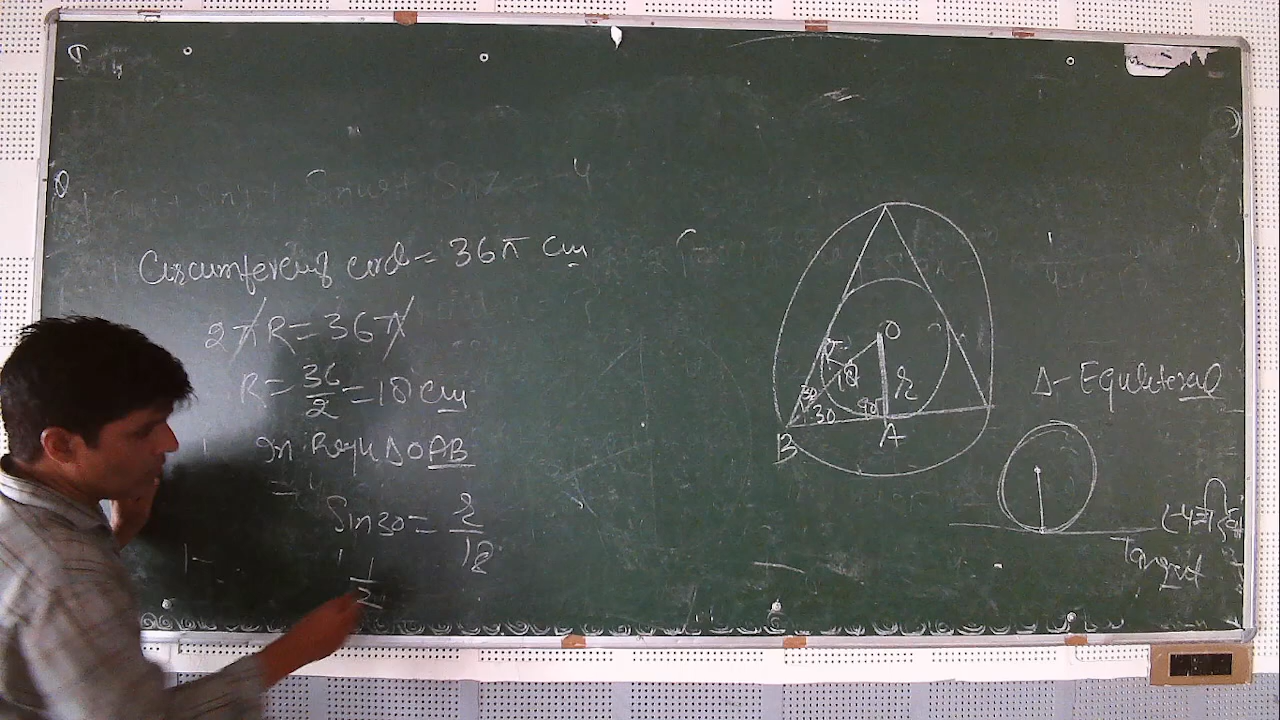 Circumference circl = 36π cm
2πR = 36π
R = 36/2 = 18 cm
In Right Δ OAB
Sin30 = r/18
1/2
O
R
18
r
30
30
90
B
A
Δ - Equilateral
Tangent